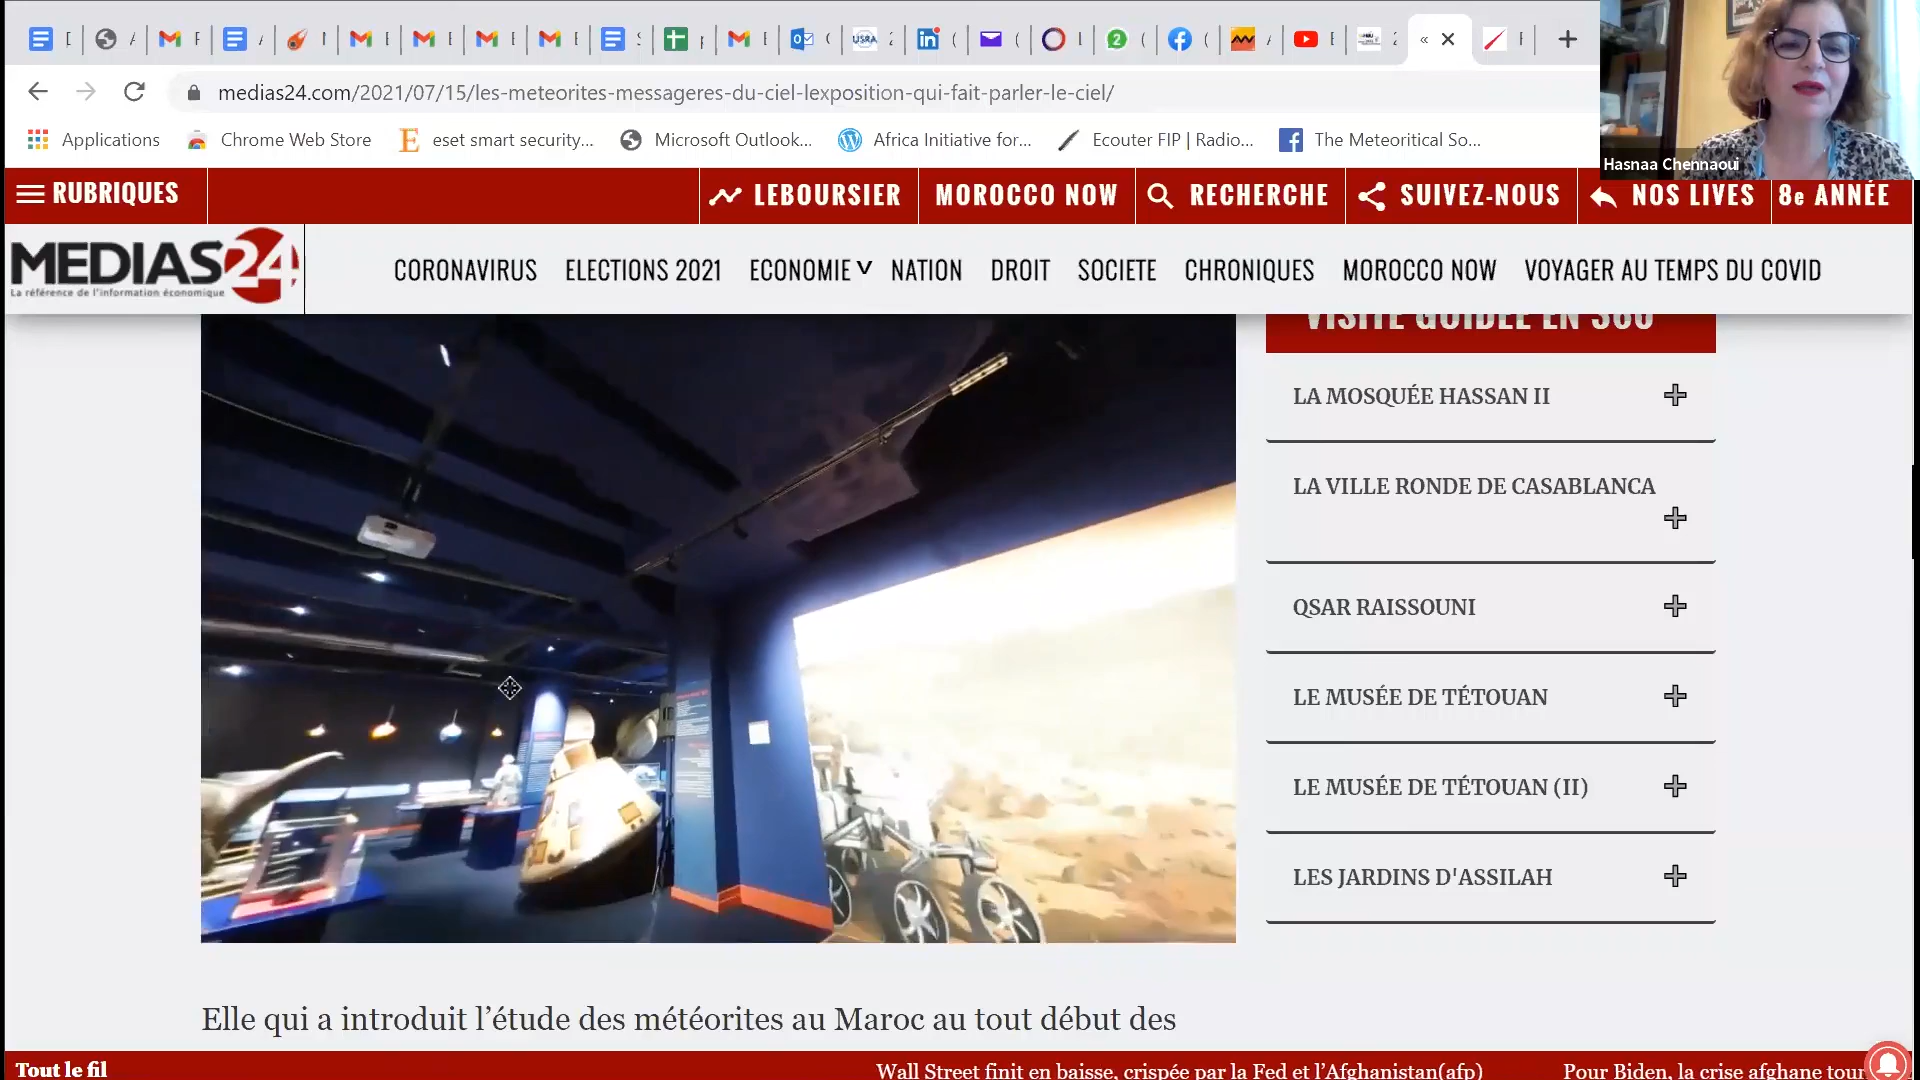 2
Hasnaa Chennaoui
medias24.com/2021/07/15/les-meteorites-messageres-du-ciel-lexposition-qui-fait-parler-le-ciel/
Applications
Chrome Web Store
eset smart security...
Microsoft Outlook...
Africa Initiative for...
Ecouter FIP | Radio...
The Meteoritical So...
RUBRIQUES
LEBOURSIER
MOROCCO NOW
RECHERCHE
SUIVEZ-NOUS
NOS LIVES
8e ANNÉE
MEDIAS24
La référence de l'information économique
CORONAVIRUS
ELECTIONS 2021
ECONOMIE
NATION
DROIT
SOCIETE
CHRONIQUES
MOROCCO NOW
VOYAGER AU TEMPS DU COVID
VISITE GUIDÉE EN 360
LA MOSQUÉE HASSAN II
LA VILLE RONDE DE CASABLANCA
QSAR RAISSOUNI
LE MUSÉE DE TÉTOUAN
LE MUSÉE DE TÉTOUAN (II)
LES JARDINS D'ASSILAH
Elle qui a introduit l’étude des météorites au Maroc au tout début des
Tout le fil
Wall Street finit en baisse, crispée par la Fed et l’Afghanistan(afp)
Pour Biden, la crise afghane tour